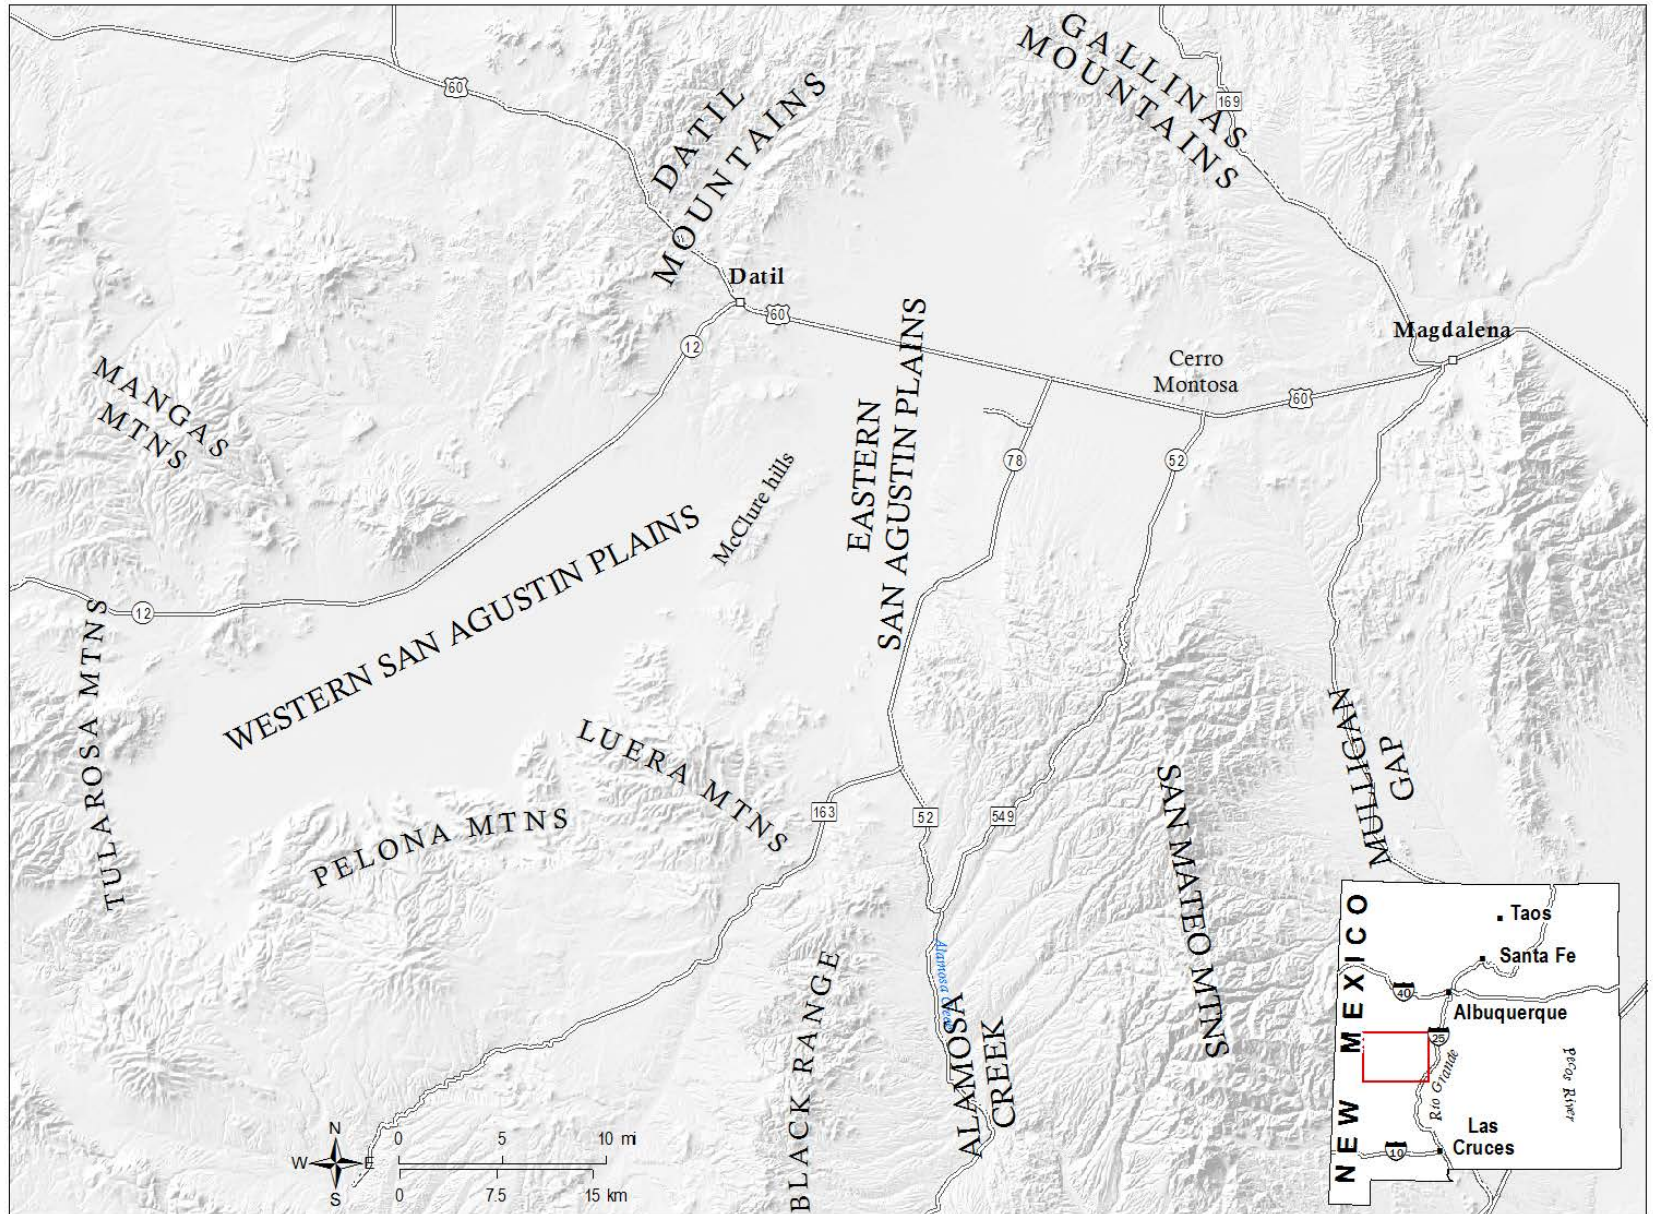 GALLINAS
MOUNTAINS
60
169
DATIL
MOUNTAINS
Datil
60
12
EASTERN
SAN AGUSTIN PLAINS
Magdalena
Cerro
Montosa
60
MANGAS
MTNS
78
52
McClure hills
WESTERN SAN AGUSTIN PLAINS
12
TULAROSA MTNS
LUERA MTNS
PELONA MTNS
163
52
549
SAN MATEO MTNS
MULLIGAN
GAP
BLACK RANGE
Alamosa Creek
ALAMOSA
CREEK
N
W E
S
0 5 10 mi
0 7.5 15 km
NEW MEXICO
Taos
Santa Fe
40
Albuquerque
25
Rio Grande
Pecos River
Las
Cruces
10